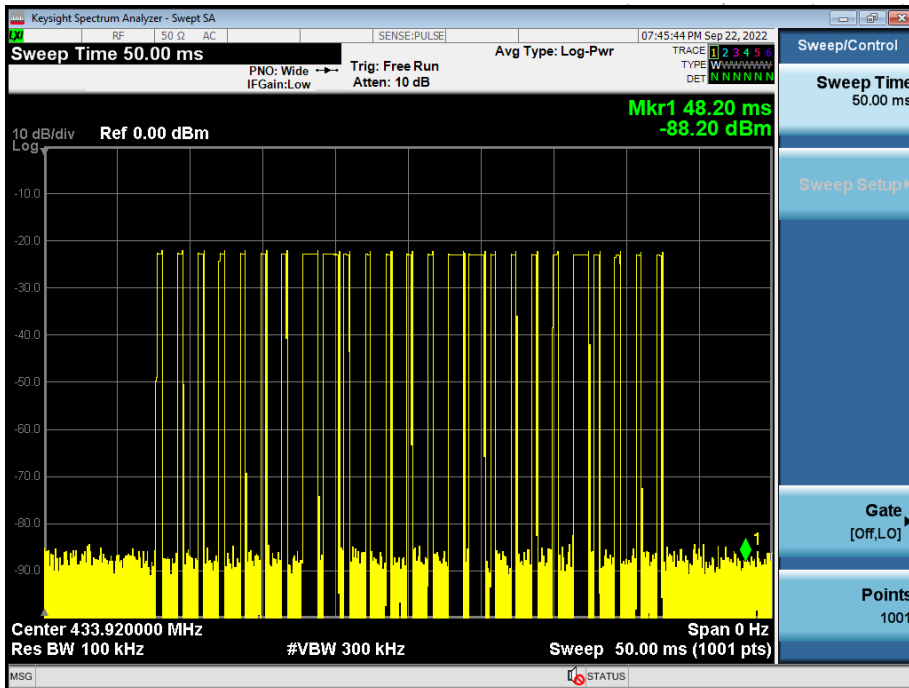 Keysight Spectrum Analyzer - Swept SA
LXI RF 50 Ω AC SENSE:PULSE 07:45:44 PM Sep 22, 2022
Sweep Time 50.00 ms
PNO: Wide
IFGain:Low
Trig: Free Run
Atten: 10 dB
Avg Type: Log-Pwr
TRACE 1 2 3 4 5 6
TYPE WWWWWW
DET N N N N N N
Mkr1 48.20 ms
-88.20 dBm
10 dB/div Ref 0.00 dBm
Log
-10.0
-20.0
-30.0
-40.0
-50.0
-60.0
-70.0
-80.0
-90.0
1
Center 433.920000 MHz Span 0 Hz
Res BW 100 kHz #VBW 300 kHz Sweep 50.00 ms (1001 pts)
MSG STATUS
Sweep/Control
Sweep Time
50.00 ms
Sweep Setup
Gate
[Off,LO]
Points
1001